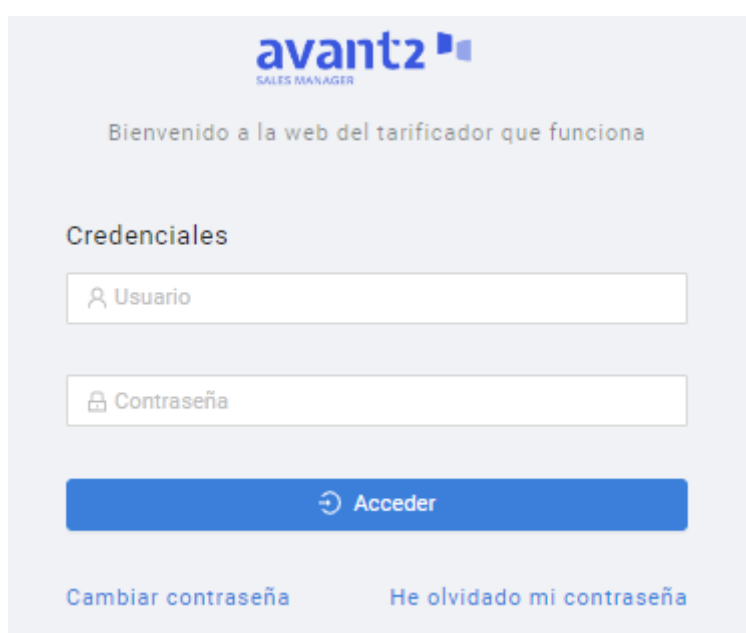 avant2
SALES MANAGER
Bienvenido a la web del tarificador que funciona
Credenciales
Usuario
Contraseña
Acceder
Cambiar contraseña
He olvidado mi contraseña